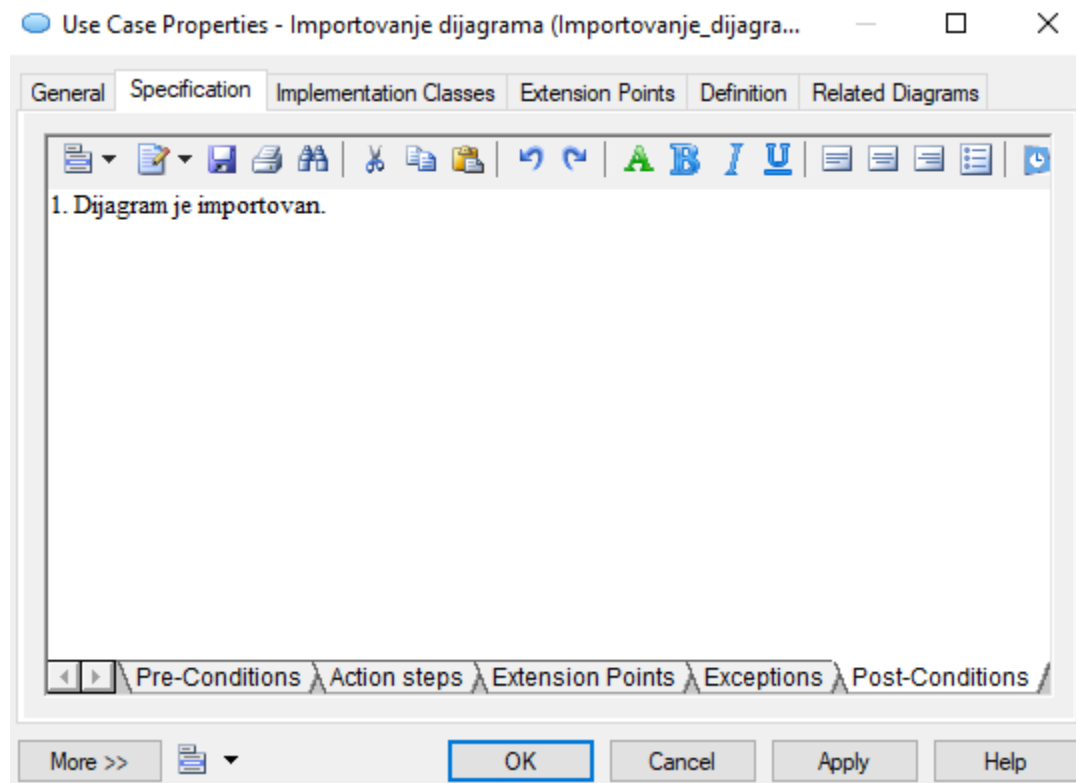 Use Case Properties - Importovanje dijagrama (Importovanje_dijagra...
General Specification Implementation Classes Extension Points Definition Related Diagrams
A B I U
1. Dijagram je importovan.
Pre-Conditions Action steps Extension Points Exceptions Post-Conditions
More >> OK Cancel Apply Help